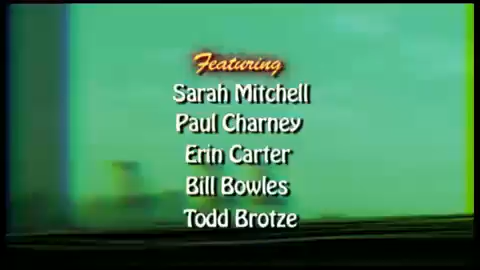 Featuring
Sarah Mitchell
Paul Charney
Erin Carter
Bill Bowles
Todd Brotze